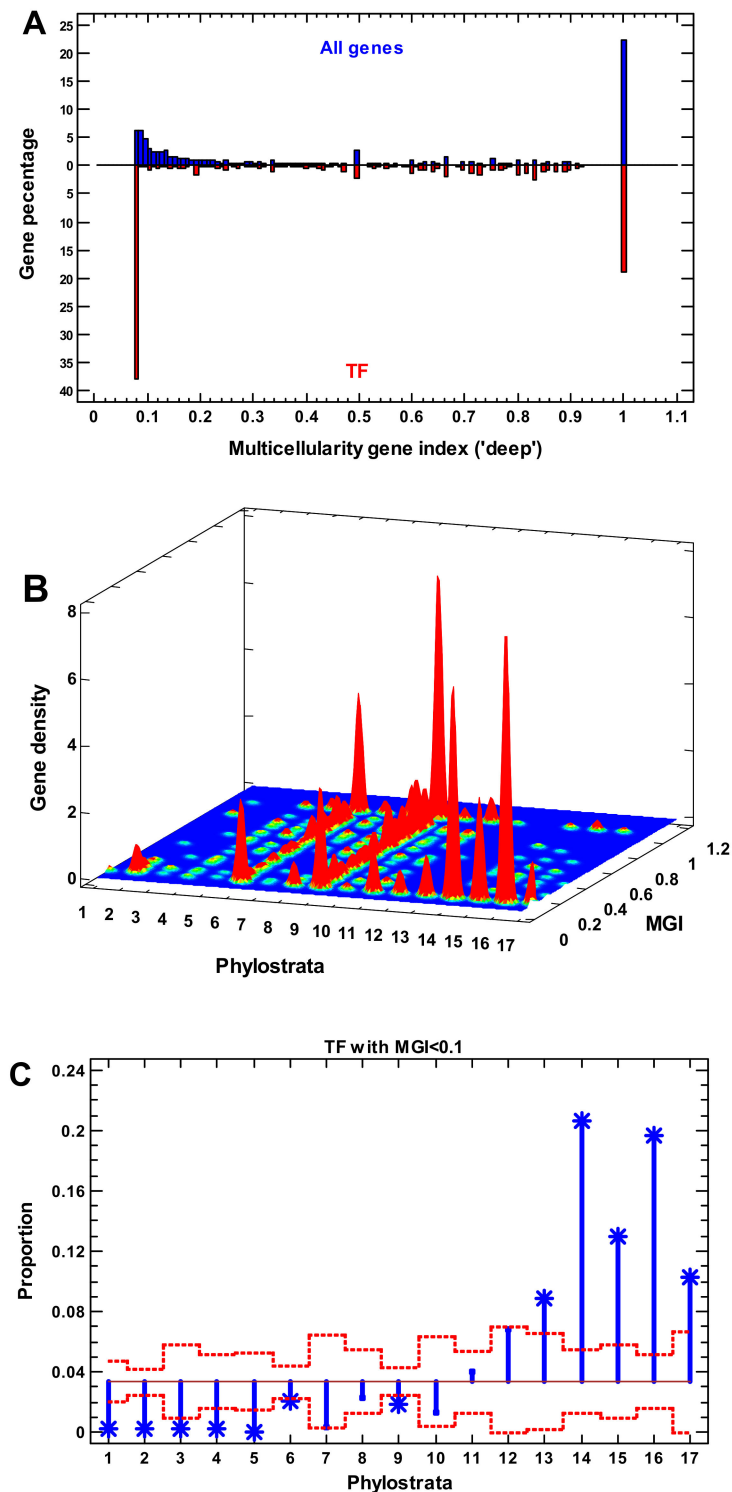 A
All genes
25
20
15
10
5
0
5
10
15
20
25
30
35
40
Gene pecentage
TF
0 0.1 0.2 0.3 0.4 0.5 0.6 0.7 0.8 0.9 1 1.1
Multicellularity gene index ('deep')
B
8
6
4
2
0
Gene density
1 2 3 4 5 6 7 8 9 10 11 12 13 14 15 16 17
Phylostrata
0 0.2 0.4 0.6 0.8 1 1.2
MGI
C
TF with MGI<0.1
0.24
0.2
0.16
0.12
0.08
0.04
0
Proportion
1 2 3 4 5 6 7 8 9 10 11 12 13 14 15 16 17
Phylostrata